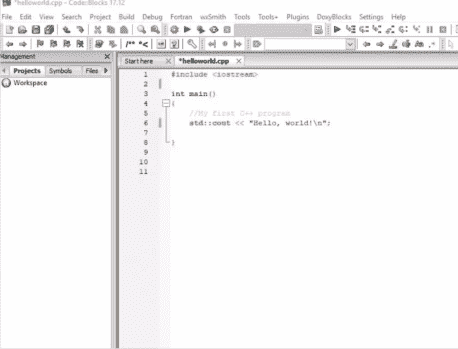 *helloworld.cpp - Code::Blocks 17.12
File Edit View Search Project Build Debug Fortran wxSmith Tools Tools+ Plugins DoxyBlocks Settings Help
Management
Projects Symbols Files
Workspace
Start here
*helloworld.cpp
1 #include <iostream>
2
3 int main()
4 {
5 //My first C++ program
6 std::cout << "Hello, world!\n";
7
8 }
9
10
11